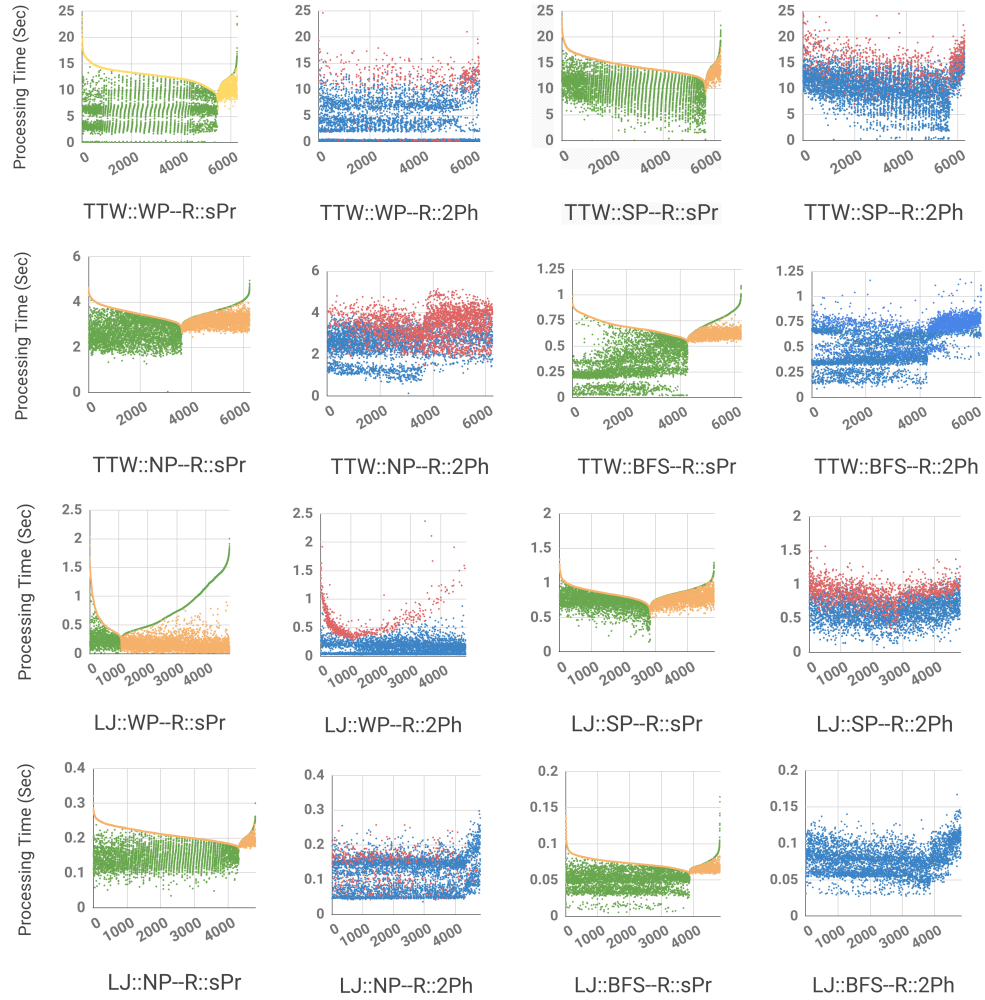 Processing Time (Sec)
25 20 15 10 5 0
0 2000 4000 6000
TTW::WP--R::sPr
25 20 15 10 5 0
0 2000 4000 6000
TTW::WP--R::2Ph
25 20 15 10 5 0
0 2000 4000 6000
TTW::SP--R::sPr
25 20 15 10 5 0
0 2000 4000 6000
TTW::SP--R::2Ph
Processing Time (Sec)
6 4 2 0
0 2000 4000 6000
TTW::NP--R::sPr
6 4 2 0
0 2000 4000 6000
TTW::NP--R::2Ph
1.25 1 0.75 0.5 0.25 0
0 2000 4000 6000
TTW::BFS--R::sPr
1.25 1 0.75 0.5 0.25 0
0 2000 4000 6000
TTW::BFS--R::2Ph
Processing Time (Sec)
2.5 2 1.5 1 0.5 0
0 1000 2000 3000 4000
LJ::WP--R::sPr
2.5 2 1.5 1 0.5 0
0 1000 2000 3000 4000
LJ::WP--R::2Ph
2 1.5 1 0.5 0
0 1000 2000 3000 4000
LJ::SP--R::sPr
2 1.5 1 0.5 0
0 1000 2000 3000 4000
LJ::SP--R::2Ph
Processing Time (Sec)
0.4 0.3 0.2 0.1 0
0 1000 2000 3000 4000
LJ::NP--R::sPr
0.4 0.3 0.2 0.1 0
0 1000 2000 3000 4000
LJ::NP--R::2Ph
0.2 0.15 0.1 0.05 0
0 1000 2000 3000 4000
LJ::BFS--R::sPr
0.2 0.15 0.1 0.05 0
0 1000 2000 3000 4000
LJ::BFS--R::2Ph